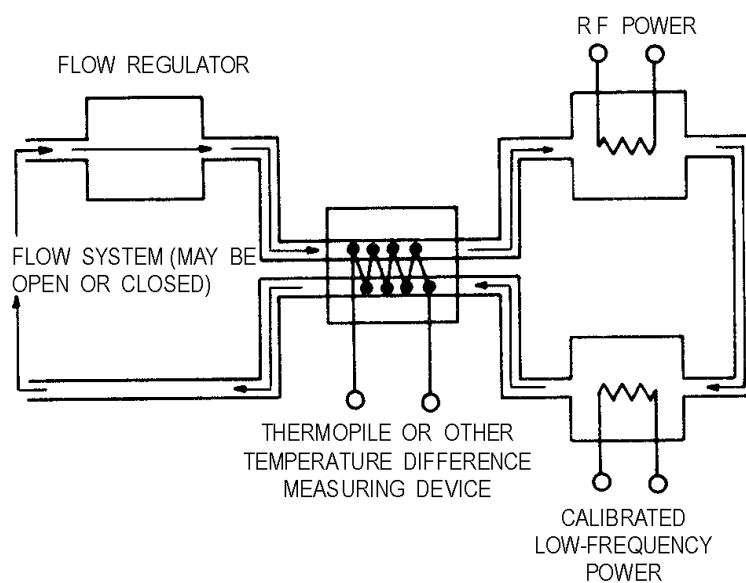 R F POWER
FLOW REGULATOR
FLOW SYSTEM (MAY BE
OPEN OR CLOSED)
THERMOPILE OR OTHER
TEMPERATURE DIFFERENCE
MEASURING DEVICE
CALIBRATED
LOW-FREQUENCY
POWER